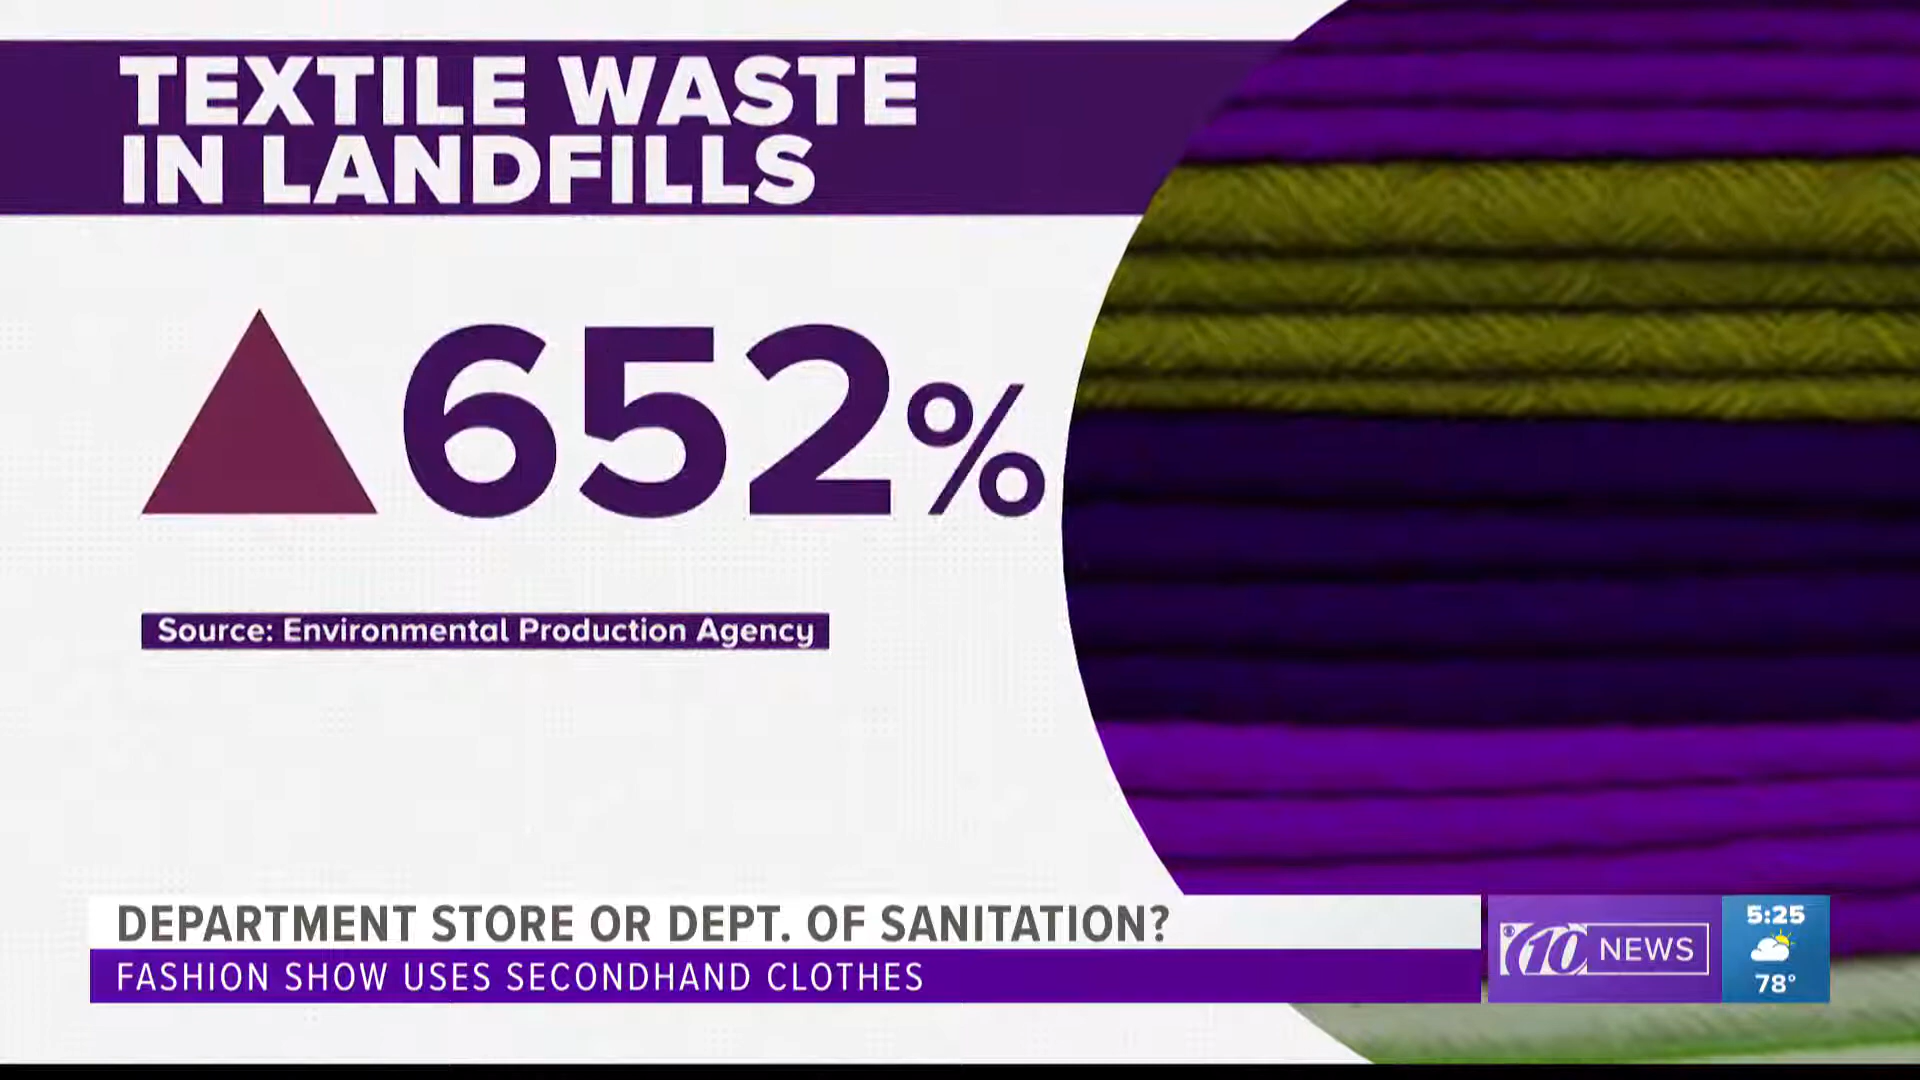 TEXTILE WASTE
IN LANDFILLS
652%
Source: Environmental Production Agency
DEPARTMENT STORE OR DEPT. OF SANITATION?
FASHION SHOW USES SECONDHAND CLOTHES
10 NEWS
5:25
78°